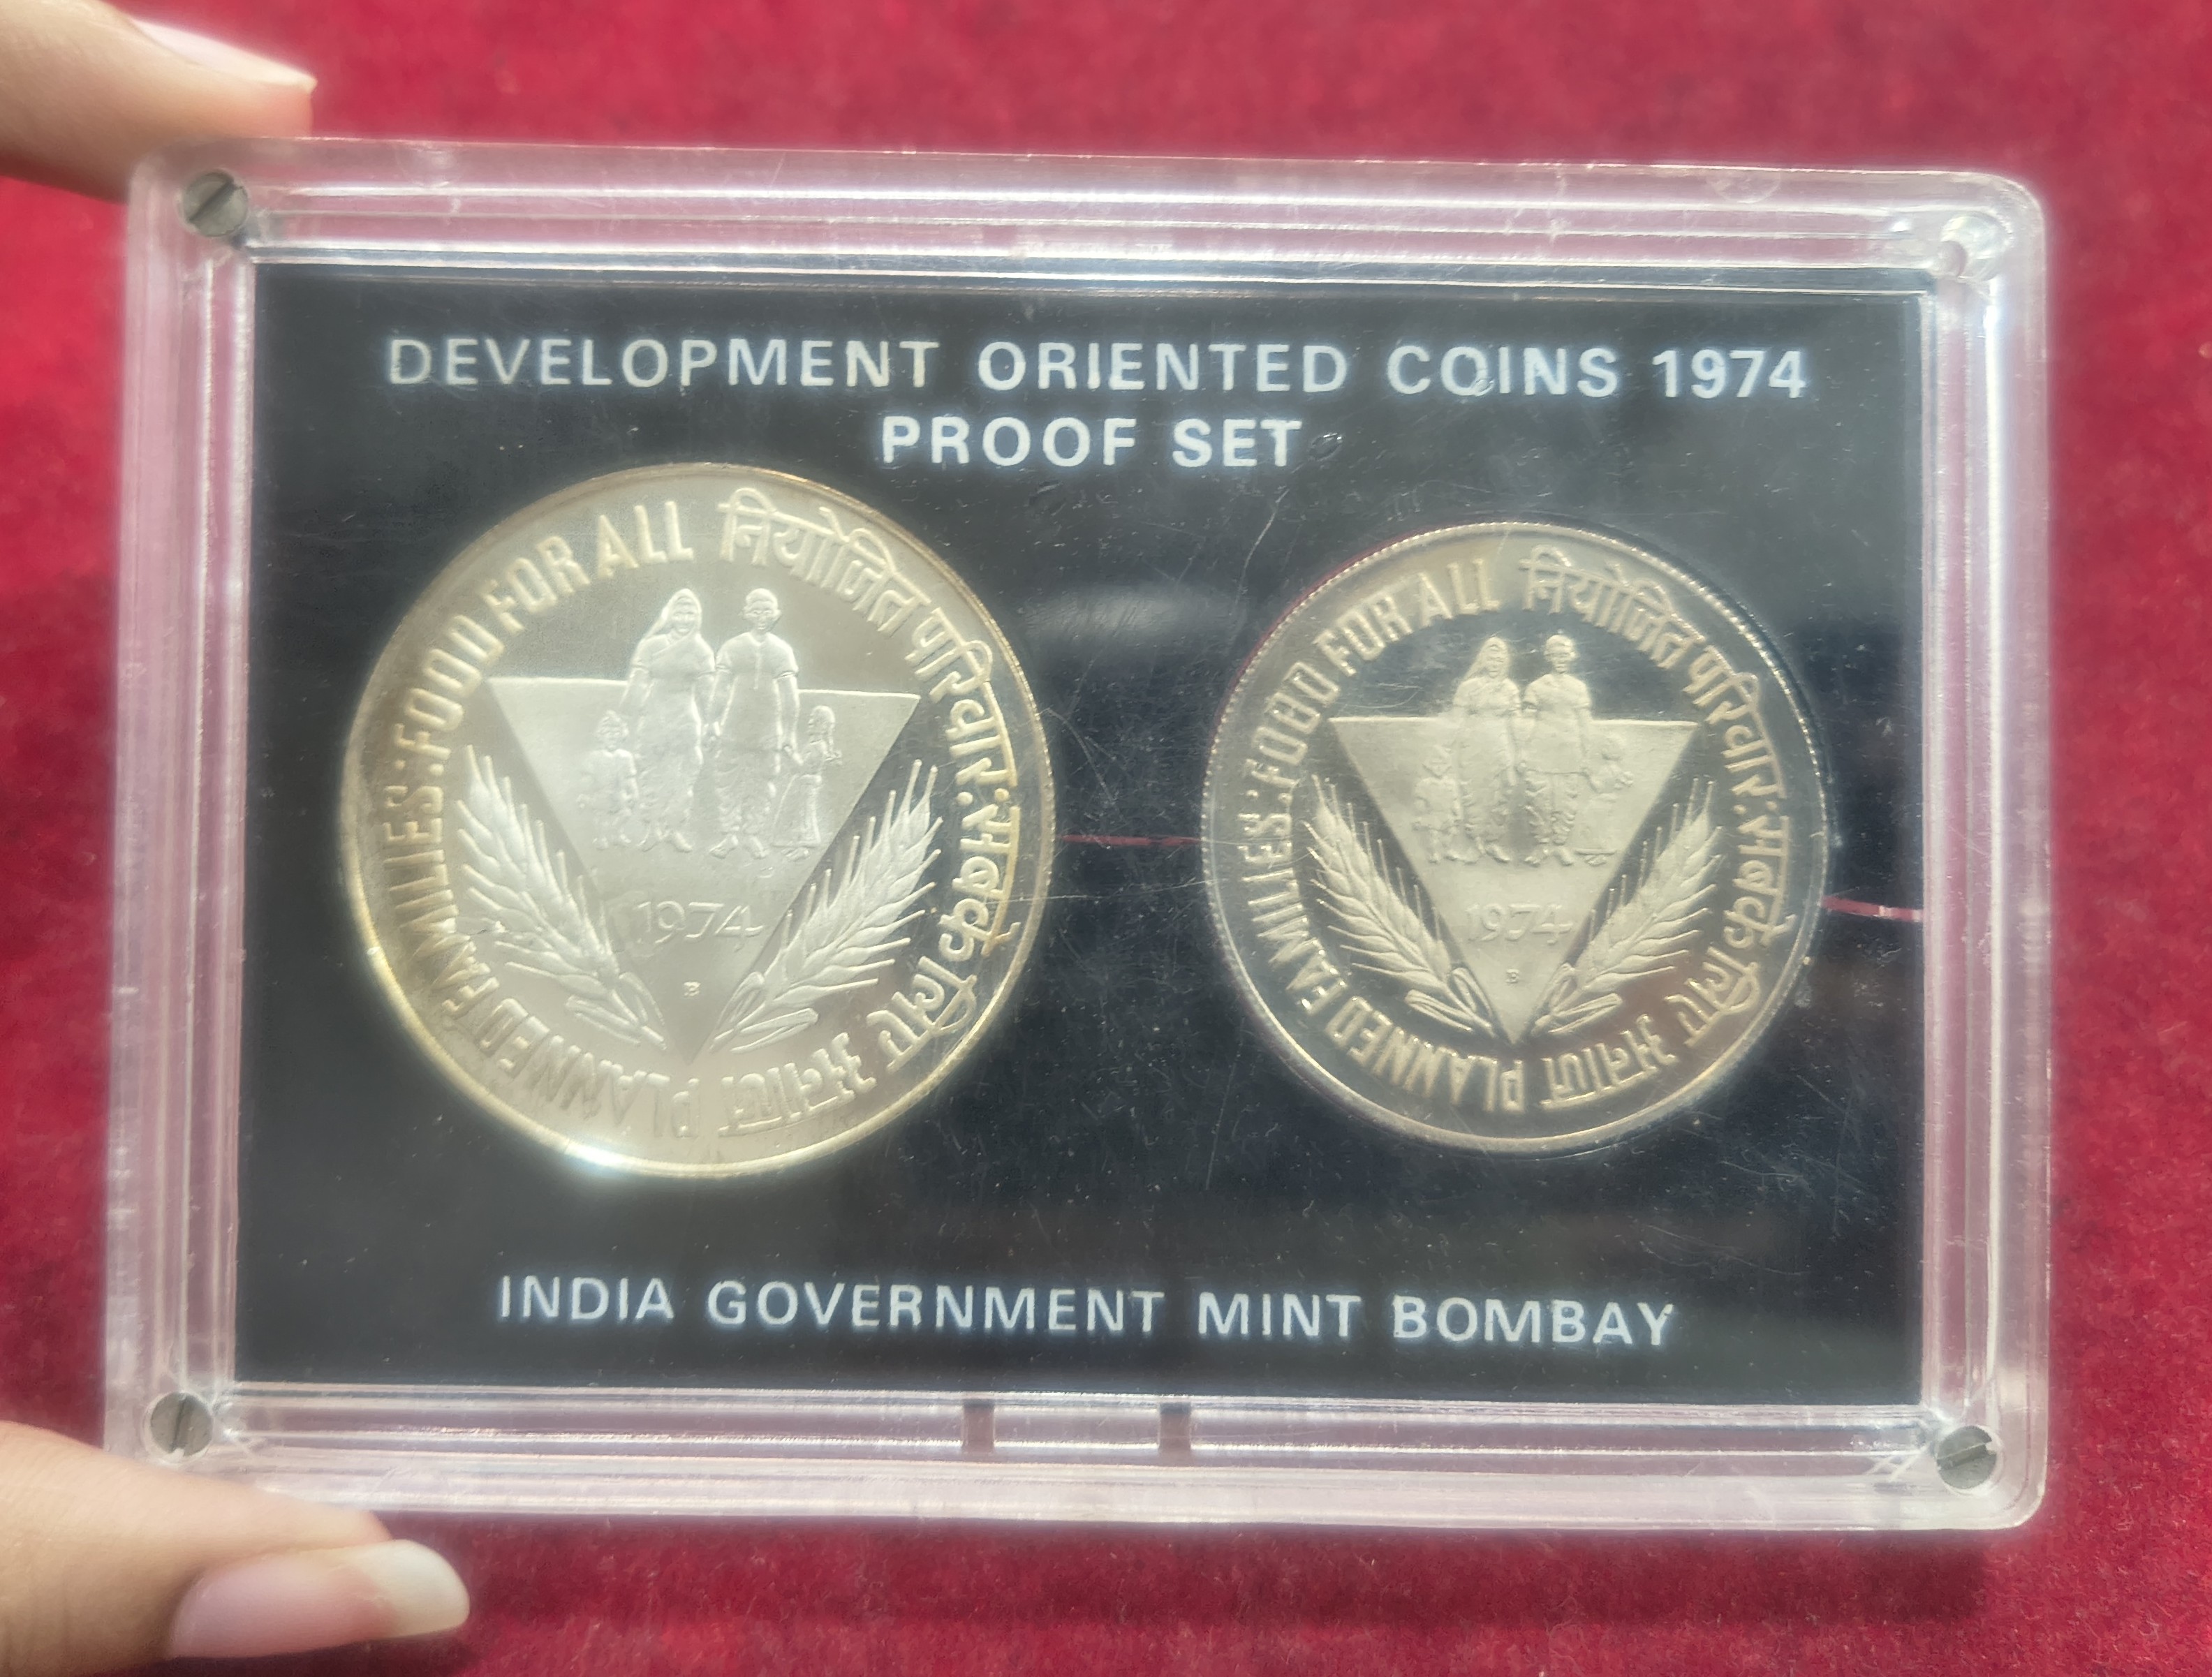 DEVELOPMENT ORIENTED COINS 1974
PROOF SET
PLANNED FAMILIES:FOOD FOR ALL
नियोजित परिवार:सबके लिए अनाज
1974
B
PLANNED FAMILIES:FOOD FOR ALL
नियोजित परिवार:सबके लिए अनाज
1974
B
INDIA GOVERNMENT MINT BOMBAY